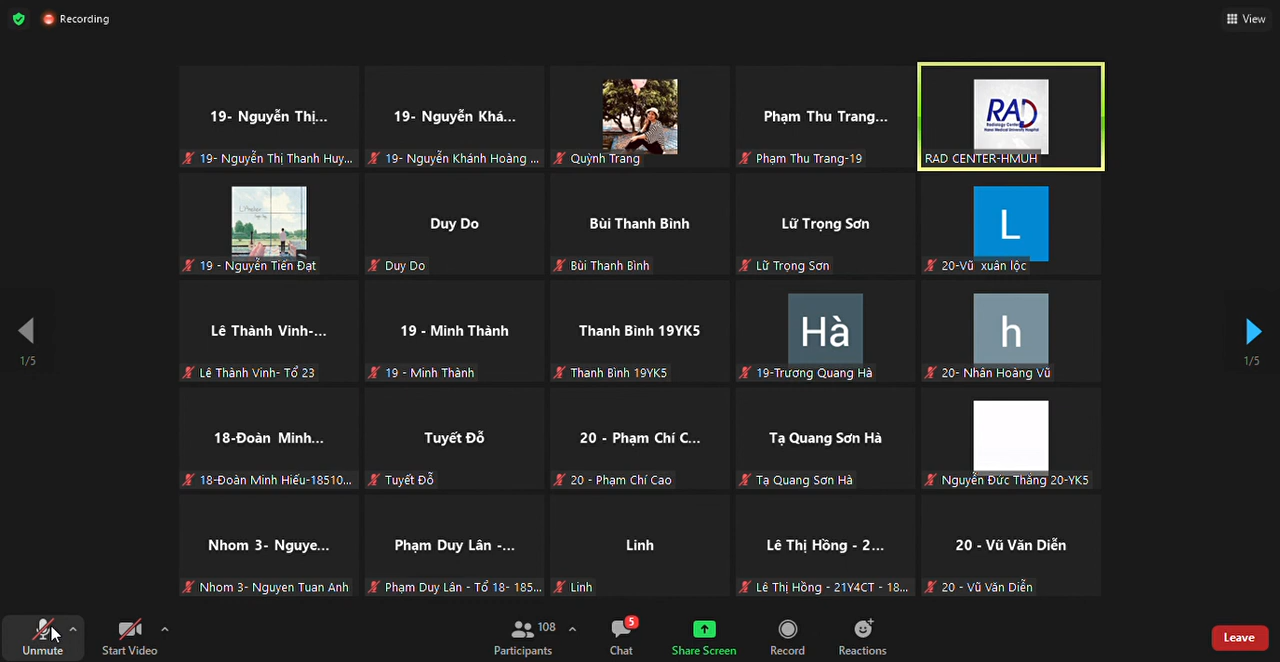 Recording
View
19- Nguyễn Thị...
19- Nguyễn Khá...
Phạm Thu Trang...
RAD
Radiology Center
Hanoi Medical University Hospital
19- Nguyễn Thị Thanh Huy...
19- Nguyễn Khánh Hoàng ...
Quỳnh Trang
Phạm Thu Trang-19
RAD CENTER-HMUH
Duy Do
Bùi Thanh Bình
Lữ Trọng Sơn
L
19 - Nguyễn Tiến Đạt
Duy Do
Bùi Thanh Bình
Lữ Trọng Sơn
20-Vũ xuân lộc
Lê Thành Vinh-...
19 - Minh Thành
Thanh Bình 19YK5
Hà
h
1/5
1/5
Lê Thành Vinh- Tổ 23
19 - Minh Thành
Thanh Bình 19YK5
19-Trương Quang Hà
20- Nhân Hoàng Vũ
18-Đoàn Minh...
Tuyết Đỗ
20 - Phạm Chí C...
Tạ Quang Sơn Hà
18-Đoàn Minh Hiếu-18510...
Tuyết Đỗ
20 - Phạm Chí Cao
Tạ Quang Sơn Hà
Nguyễn Đức Thắng 20-YK5
Nhom 3- Nguye...
Phạm Duy Lân -...
Linh
Lê Thị Hồng - 2...
20 - Vũ Văn Diễn
Nhom 3- Nguyen Tuan Anh
Phạm Duy Lân - Tổ 18- 185...
Linh
Lê Thị Hồng - 21Y4CT - 18...
20 - Vũ Văn Diễn
108
5
Unmute
Start Video
Participants
Chat
Share Screen
Record
Reactions
Leave